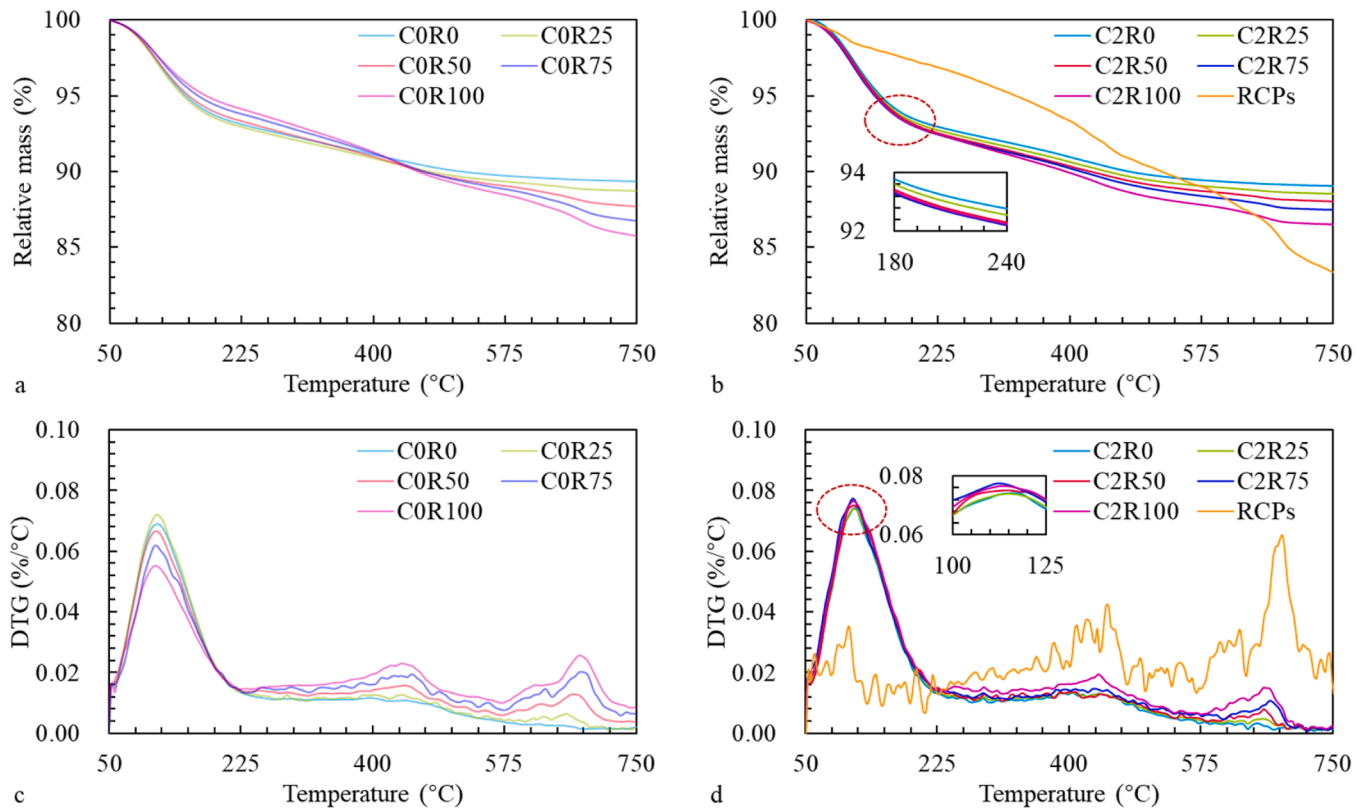 100
95
90
85
80
Relative mass (%)
C0R0
C0R25
C0R50
C0R75
C0R100
50
225
400
575
750
Temperature (°C)
a
100
95
90
85
80
Relative mass (%)
C2R0
C2R25
C2R50
C2R75
C2R100
RCPs
94
92
180
240
50
225
400
575
750
Temperature (°C)
b
0.10
0.08
0.06
0.04
0.02
0.00
DTG (%/°C)
C0R0
C0R25
C0R50
C0R75
C0R100
50
225
400
575
750
Temperature (°C)
c
0.10
0.08
0.06
0.04
0.02
0.00
DTG (%/°C)
C2R0
C2R25
C2R50
C2R75
C2R100
RCPs
0.08
0.06
100
125
50
225
400
575
750
Temperature (°C)
d